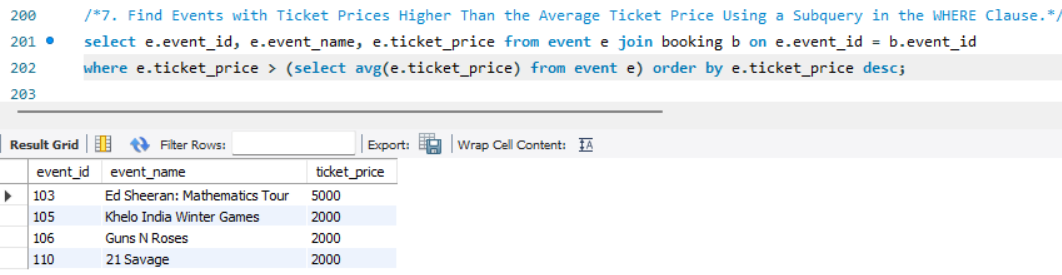 200 /*7. Find Events with Ticket Prices Higher Than the Average Ticket Price Using a Subquery in the WHERE Clause.*/
201 select e.event_id, e.event_name, e.ticket_price from event e join booking b on e.event_id = b.event_id
202 where e.ticket_price > (select avg(e.ticket_price) from event e) order by e.ticket_price desc;
203
Result Grid Filter Rows: Export: Wrap Cell Content: IA
event_id event_name ticket_price
103 Ed Sheeran: Mathematics Tour 5000
105 Khelo India Winter Games 2000
106 Guns N Roses 2000
110 21 Savage 2000